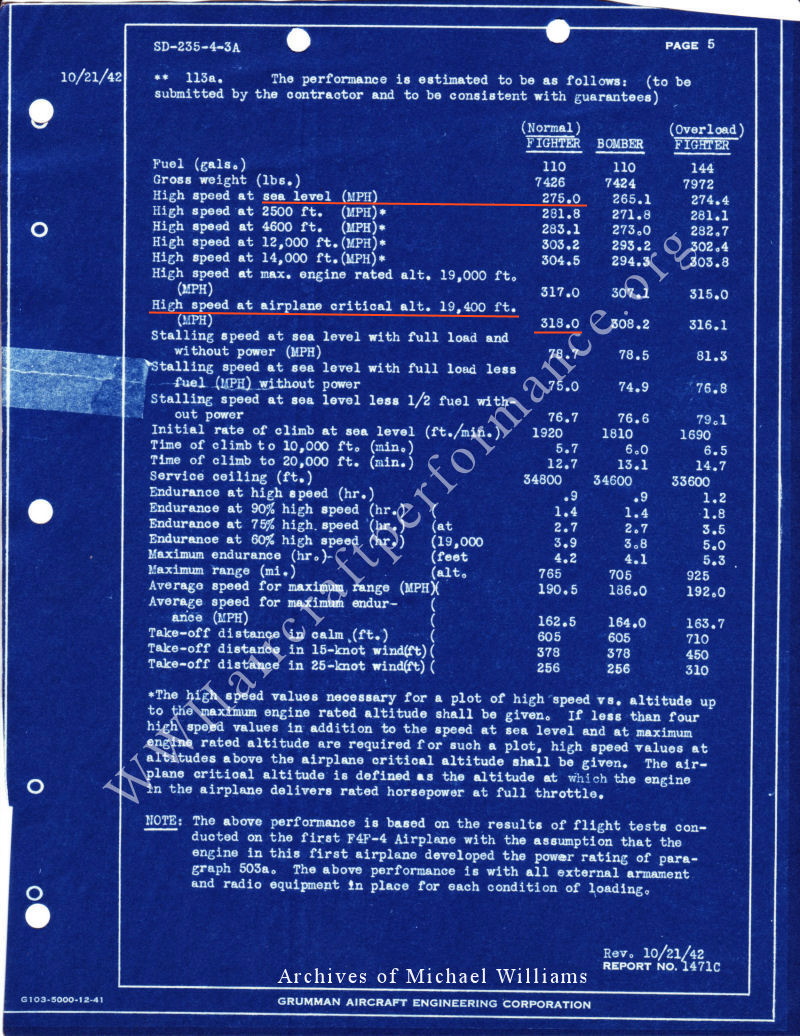 SD-235-4-3A PAGE 5
10/21/42 ** 113a. The performance is estimated to be as follows: (to be
submitted by the contractor and to be consistent with guarantees)
(Normal) (Overload)
FIGHTER BOMBER FIGHTER
Fuel (gals.) 110 110 144
Gross weight (lbs.) 7426 7424 7972
High speed at sea level (MPH) 275.0 265.1 274.4
High speed at 2500 ft. (MPH)* 281.8 271.8 281.1
High speed at 4600 ft. (MPH)* 283.1 273.0 282.7
High speed at 12,000 ft.(MPH)* 303.2 293.2 302.4
High speed at 14,000 ft.(MPH)* 304.5 294.3 303.8
High speed at max. engine rated alt. 19,000 ft.
(MPH) 317.0 307.1 315.0
High speed at airplane critical alt. 19,400 ft.
(MPH) 318.0 308.2 316.1
Stalling speed at sea level with full load and
without power (MPH) 78.7 78.5 81.3
Stalling speed at sea level with full load less
fuel (MPH) without power 75.0 74.9 76.8
Stalling speed at sea level less 1/2 fuel with-
out power 76.7 76.6 79.1
Initial rate of climb at sea level (ft./min.) 1920 1810 1690
Time of climb to 10,000 ft. (min.) 5.7 6.0 6.5
Time of climb to 20,000 ft. (min.) 12.7 13.1 14.7
Service ceiling (ft.) 34800 34600 33600
Endurance at high speed (hr.) .9 .9 1.2
Endurance at 90% high speed (hr.) ( 1.4 1.4 1.8
Endurance at 75% high speed (hr.) (at 2.7 2.7 3.5
Endurance at 60% high speed (hr.) (19,000 3.9 3.8 5.0
Maximum endurance (hr.)- (feet 4.2 4.1 5.3
Maximum range (mi.) (alt. 765 705 925
Average speed for maximum range (MPH)( 190.5 186.0 192.0
Average speed for maximum endur- (
ance (MPH) ( 162.5 164.0 163.7
Take-off distance in calm (ft.) ( 605 605 710
Take-off distance in 15-knot wind(ft)( 378 378 450
Take-off distance in 25-knot wind(ft)( 256 256 310
*The high speed values necessary for a plot of high speed vs. altitude up
to the maximum engine rated altitude shall be given. If less than four
high speed values in addition to the speed at sea level and at maximum
engine rated altitude are required for such a plot, high speed values at
altitudes above the airplane critical altitude shall be given. The air-
plane critical altitude is defined as the altitude at which the engine
in the airplane delivers rated horsepower at full throttle.
NOTE: The above performance is based on the results of flight tests con-
ducted on the first F4F-4 Airplane with the assumption that the
engine in this first airplane developed the power rating of para-
graph 503a. The above performance is with all external armament
and radio equipment in place for each condition of loading.
Rev. 10/21/42
REPORT NO. 1471C
Archives of Michael Williams
G103-5000-12-41 GRUMMAN AIRCRAFT ENGINEERING CORPORATION
www.wwiiaircraftperformance.org